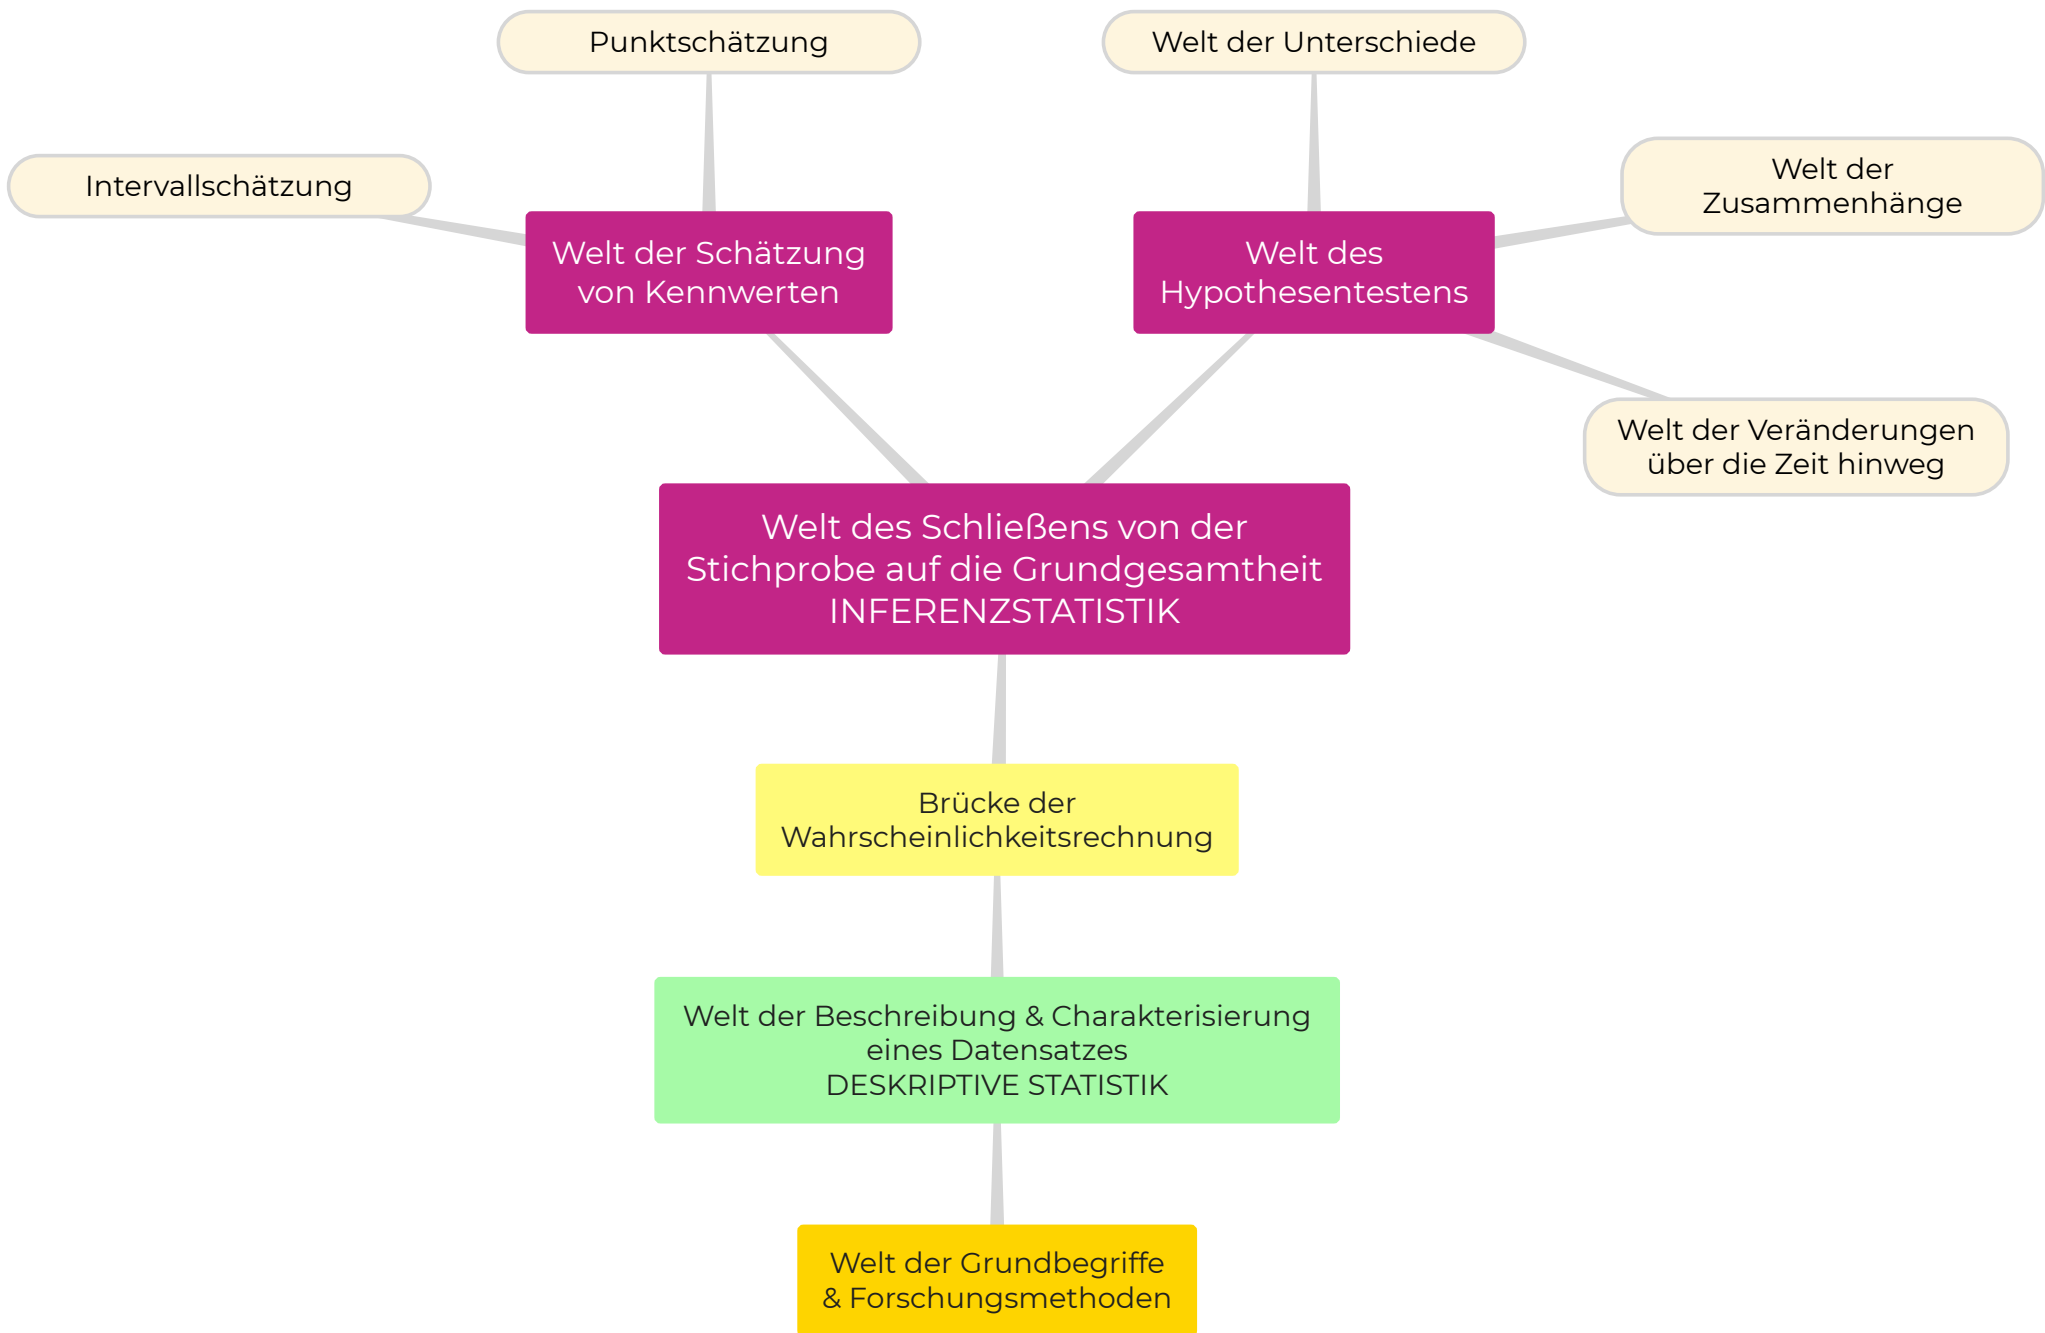 Punktschätzung
Welt der Unterschiede
Intervallschätzung
Welt der
Zusammenhänge
Welt der Schätzung
von Kennwerten
Welt des
Hypothesentestens
Welt der Veränderungen
über die Zeit hinweg
Welt des Schließens von der
Stichprobe auf die Grundgesamtheit
INFERENZSTATISTIK
Brücke der
Wahrscheinlichkeitsrechnung
Welt der Beschreibung & Charakterisierung
eines Datensatzes
DESKRIPTIVE STATISTIK
Welt der Grundbegriffe
& Forschungsmethoden